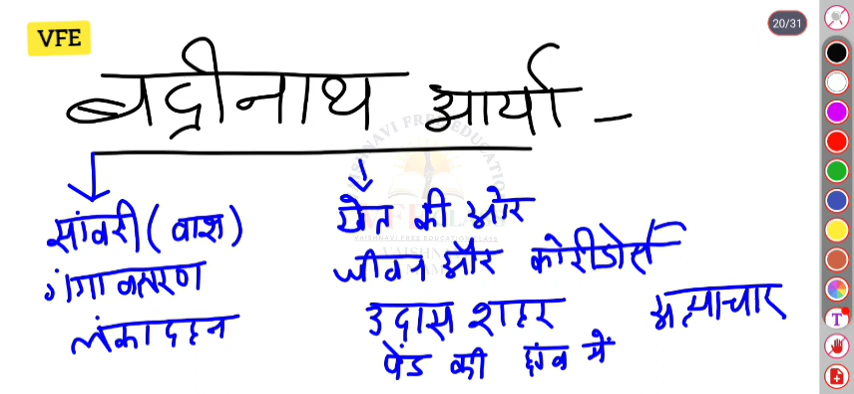 VFE
20/31
बद्रीनाथ आर्या -
सांवरी (वाश)
गंगावतरण
लंकादहन
खेत की ओर
जीवन और कोरीडोर्स
उदास शहर
अत्याचार
पेड की छांव में
T